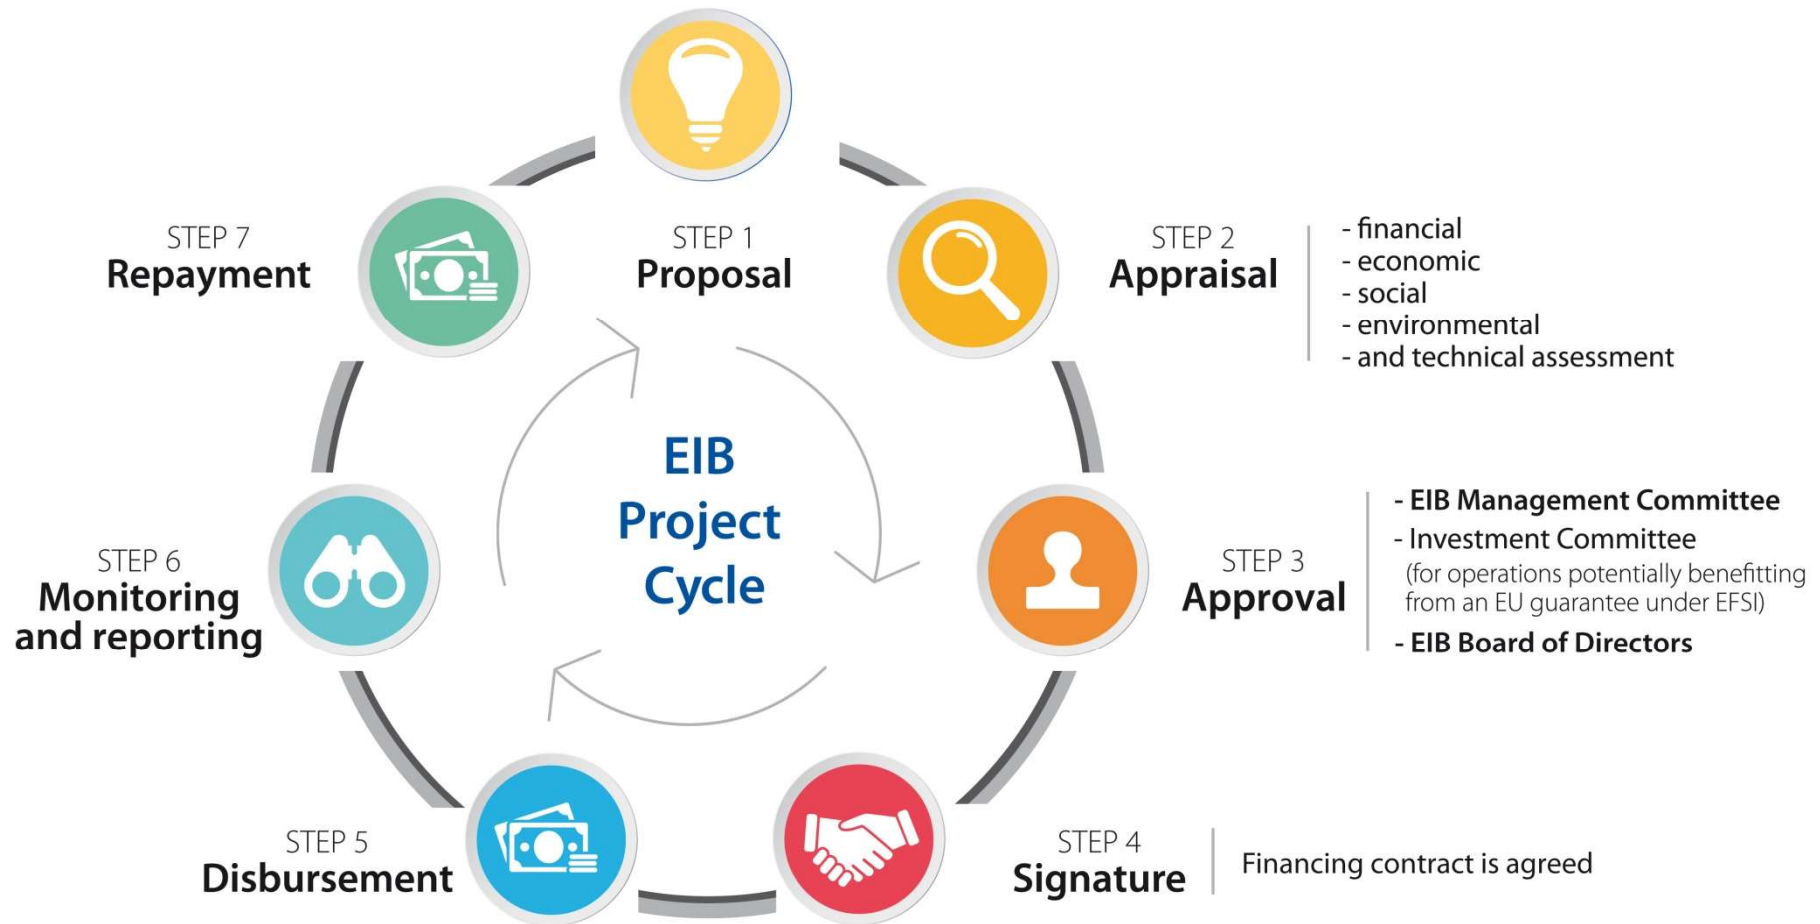 STEP 1
Proposal
STEP 2
Appraisal
- financial
- economic
- social
- environmental
- and technical assessment
STEP 3
Approval
- EIB Management Committee
- Investment Committee
(for operations potentially benefitting
from an EU guarantee under EFSI)
- EIB Board of Directors
STEP 4
Signature
Financing contract is agreed
STEP 5
Disbursement
STEP 6
Monitoring
and reporting
STEP 7
Repayment
EIB
Project
Cycle